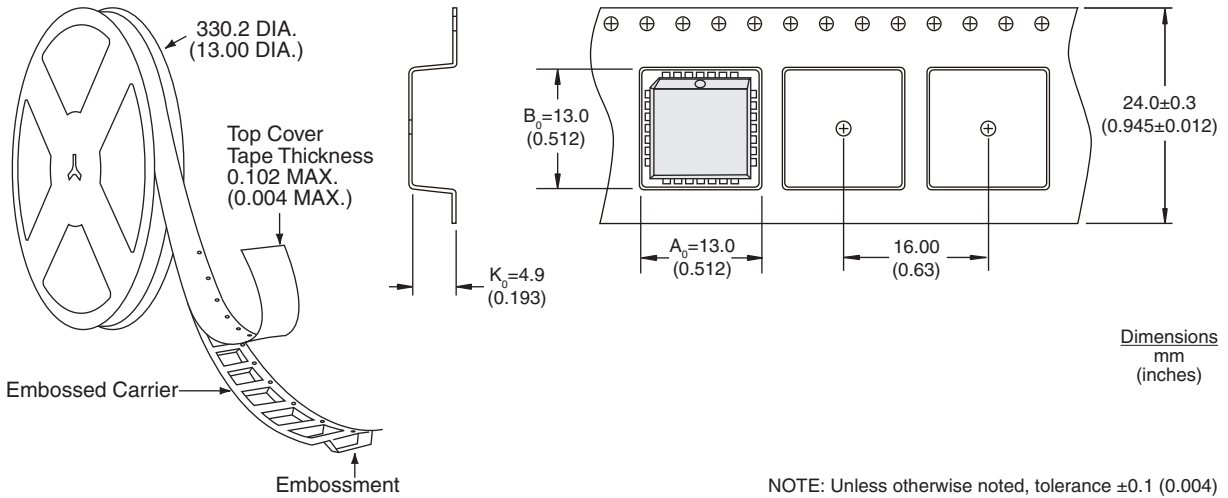 330.2 DIA.
(13.00 DIA.)
Top Cover
Tape Thickness
0.102 MAX.
(0.004 MAX.)
Embossed Carrier
Embossment
K₀=4.9
(0.193)
B₀=13.0
(0.512)
A₀=13.0
(0.512)
16.00
(0.63)
24.0±0.3
(0.945±0.012)
Dimensions
mm
(inches)
NOTE: Unless otherwise noted, tolerance ±0.1 (0.004)